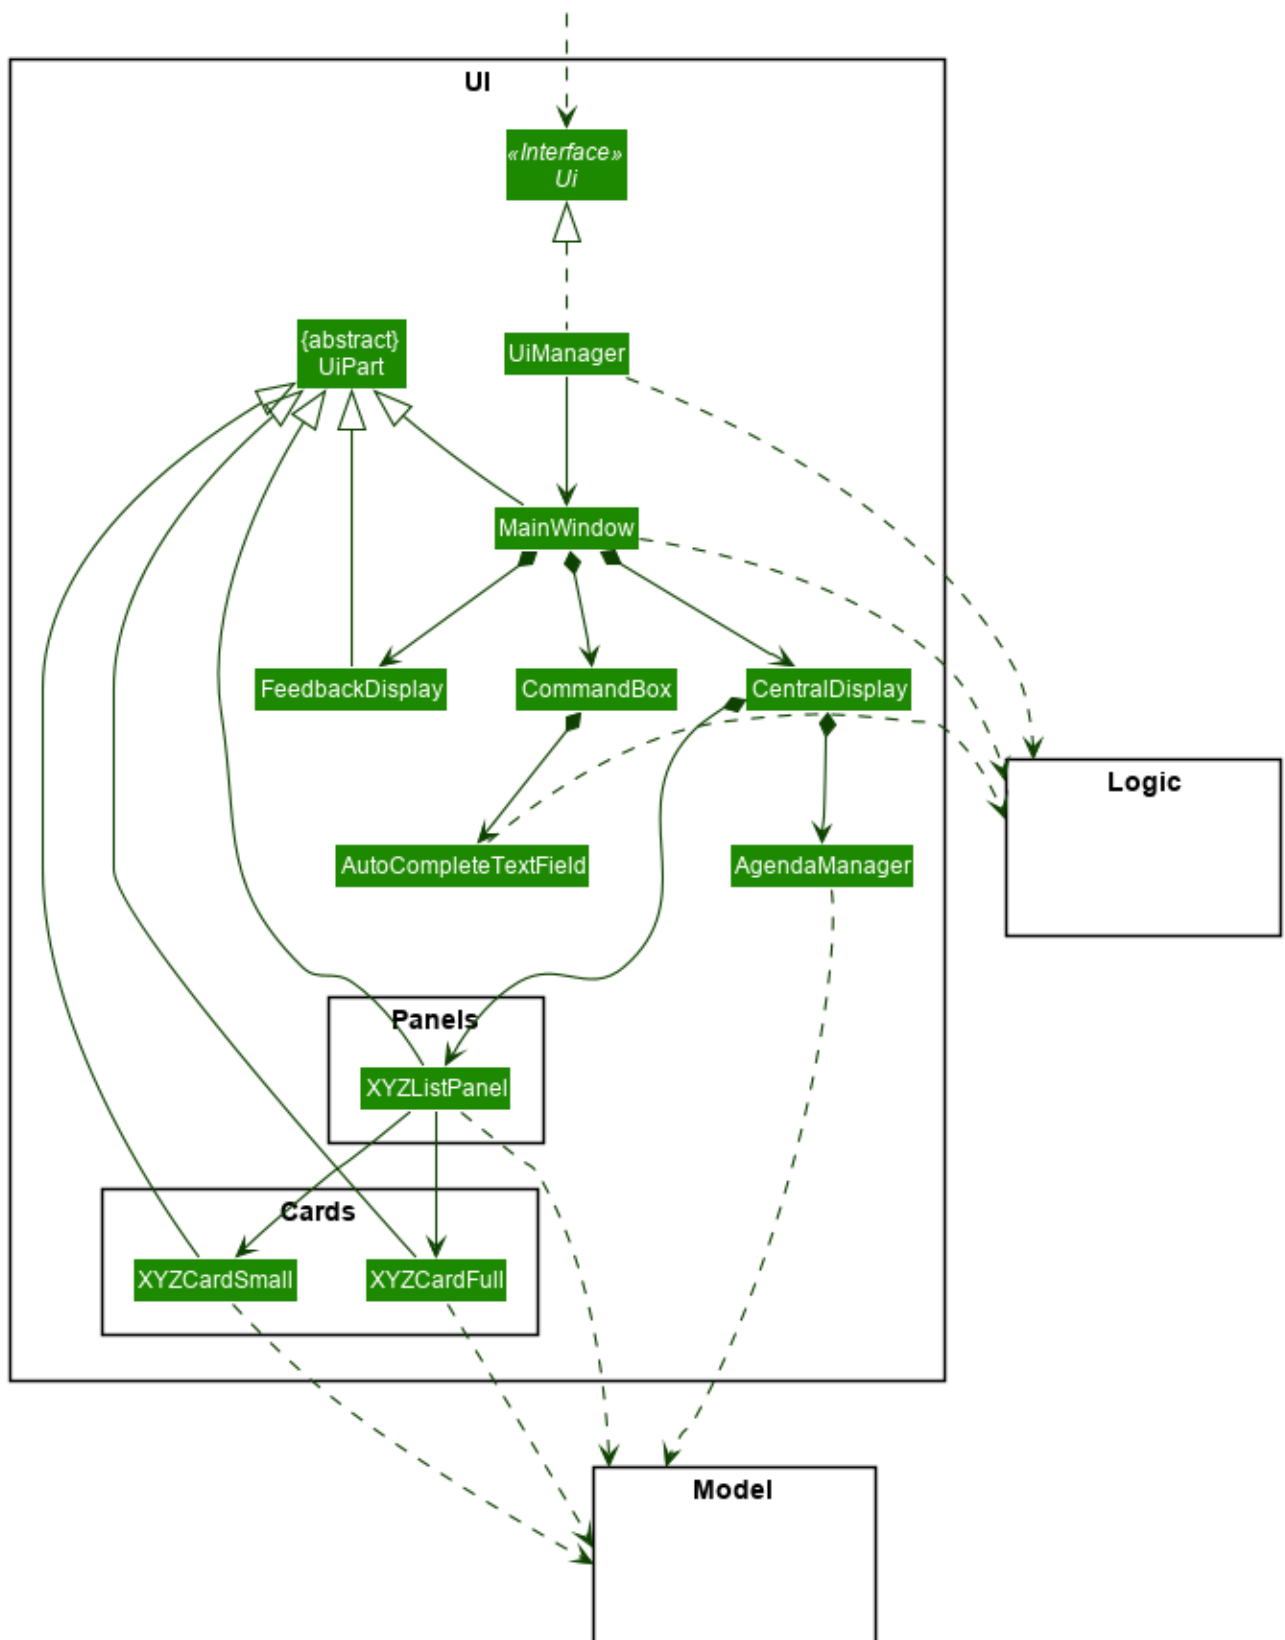 UI
«Interface»
Ui
{abstract}
UiPart
UiManager
MainWindow
FeedbackDisplay
CommandBox
CentralDisplay
Logic
AutoCompleteTextField
AgendaManager
Panels
XYZListPanel
Cards
XYZCardSmall
XYZCardFull
Model